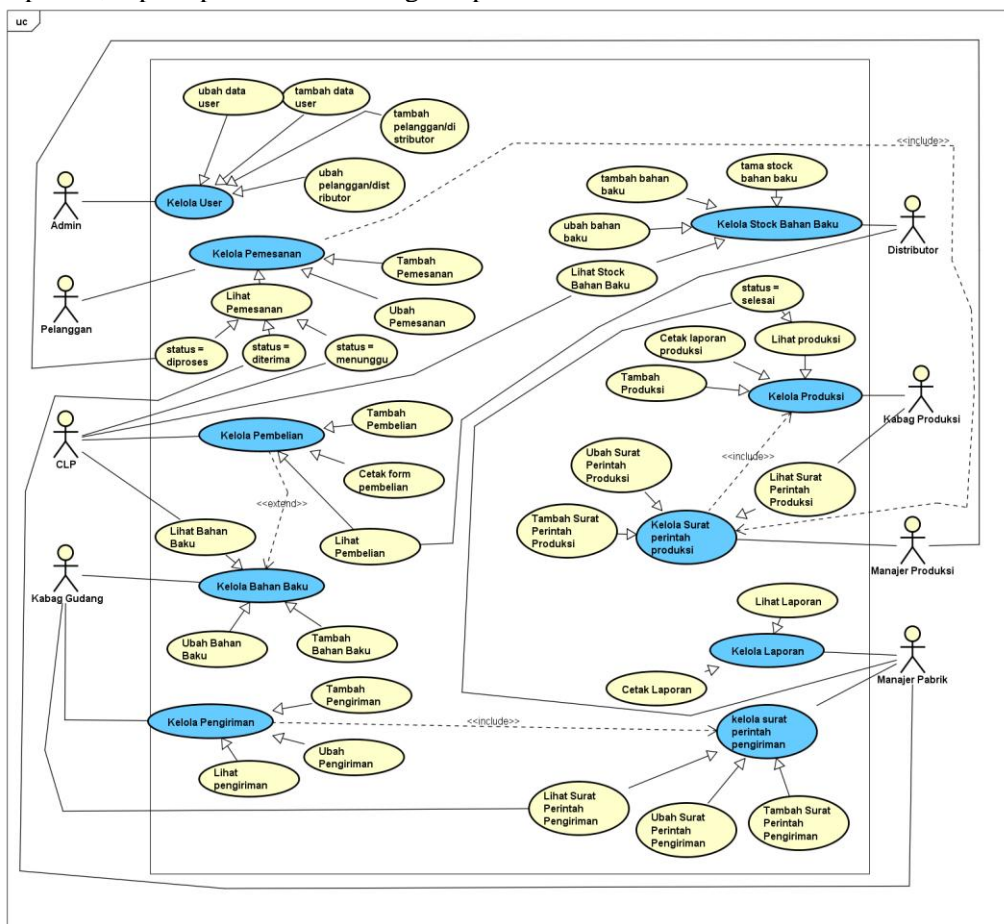 uc
ubah data
user
tambah data
user
tambah
pelanggan/di
stributor
ubah
pelanggan/dist
ributor
Kelola User
Admin
<<include>>
tambah bahan
baku
tama stock
bahan baku
ubah bahan
baku
Kelola Stock Bahan Baku
Lihat Stock
Bahan Baku
Distributor
Kelola Pemesanan
Tambah
Pemesanan
Ubah
Pemesanan
Lihat
Pemesanan
Pelanggan
status =
diproses
status =
diterima
status =
menunggu
status =
selesai
Cetak laporan
produksi
Lihat produksi
Tambah
Produksi
Kelola Produksi
Kabag Produksi
CLP
Kelola Pembelian
Tambah
Pembelian
Cetak form
pembelian
<<extend>>
Lihat
Pembelian
Lihat Bahan
Baku
Ubah Surat
Perintah
Produksi
<<include>>
Lihat Surat
Perintah
Produksi
Tambah Surat
Perintah
Produksi
Kelola Surat
perintah
produksi
Manajer Produksi
Kabag Gudang
Kelola Bahan Baku
Ubah Bahan
Baku
Tambah
Bahan Baku
Lihat Laporan
Kelola Laporan
Cetak Laporan
Manajer Pabrik
Tambah
Pengiriman
Kelola Pengiriman
<<include>>
Ubah
Pengiriman
Lihat
pengiriman
kelola surat
perintah
pengiriman
Lihat Surat
Perintah
Pengiriman
Ubah Surat
Perintah
Pengiriman
Tambah Surat
Perintah
Pengiriman